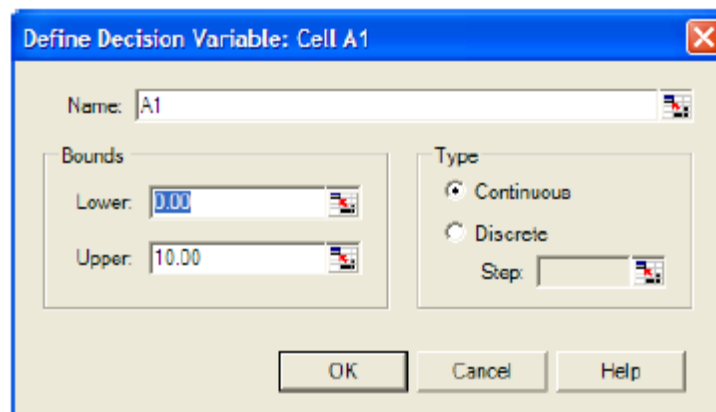 Define Decision Variable: Cell A1
Name: A1
Bounds
Lower: 0.00
Upper: 10.00
Type
Continuous
Discrete
Step:
OK Cancel Help